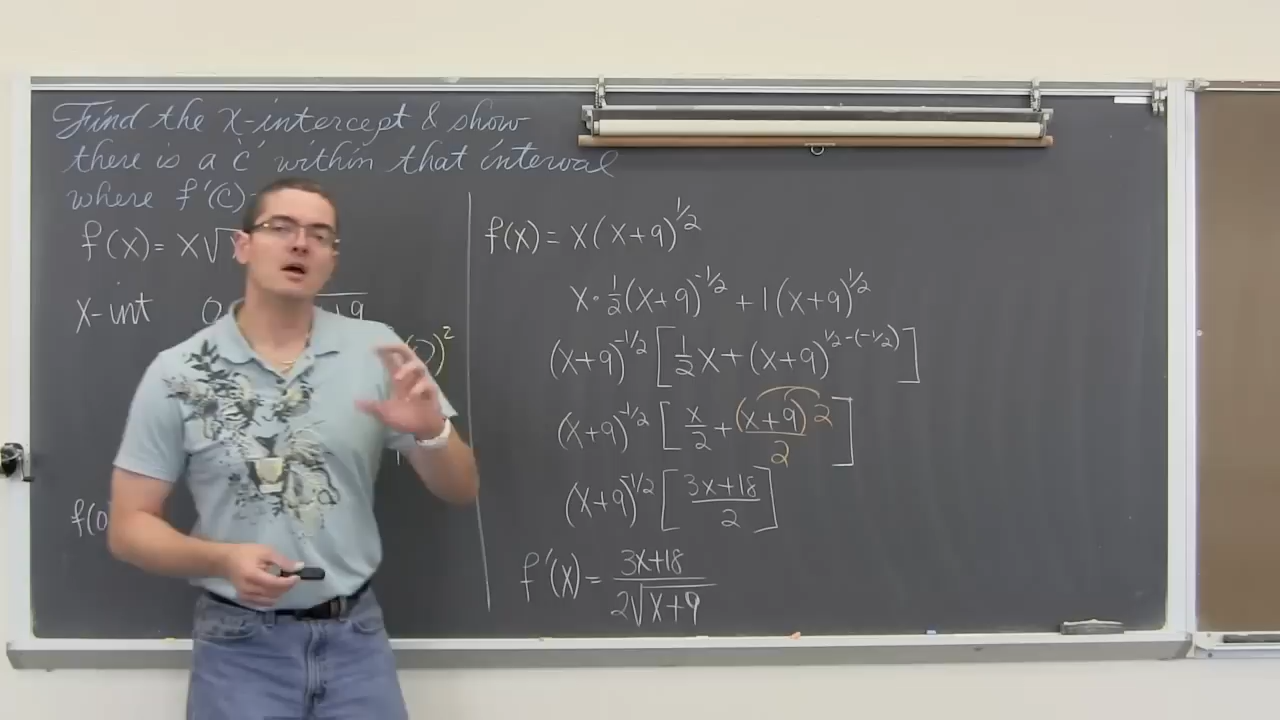 Find the x-intercept & show
there is a 'c' within that interval
where f'(c)
f(x) = x√
x-int 0
)²
f(0
f(x) = x(x+9)^1/2
x·1/2(x+9)^-1/2 + 1(x+9)^1/2
(x+9)^-1/2 [1/2x+(x+9)^1/2-(-1/2)]
(x+9)^-1/2 [x/2 + (x+9)2/2]
(x+9)^-1/2 [3x+18/2]
f'(x) = 3x+18/2√x+9